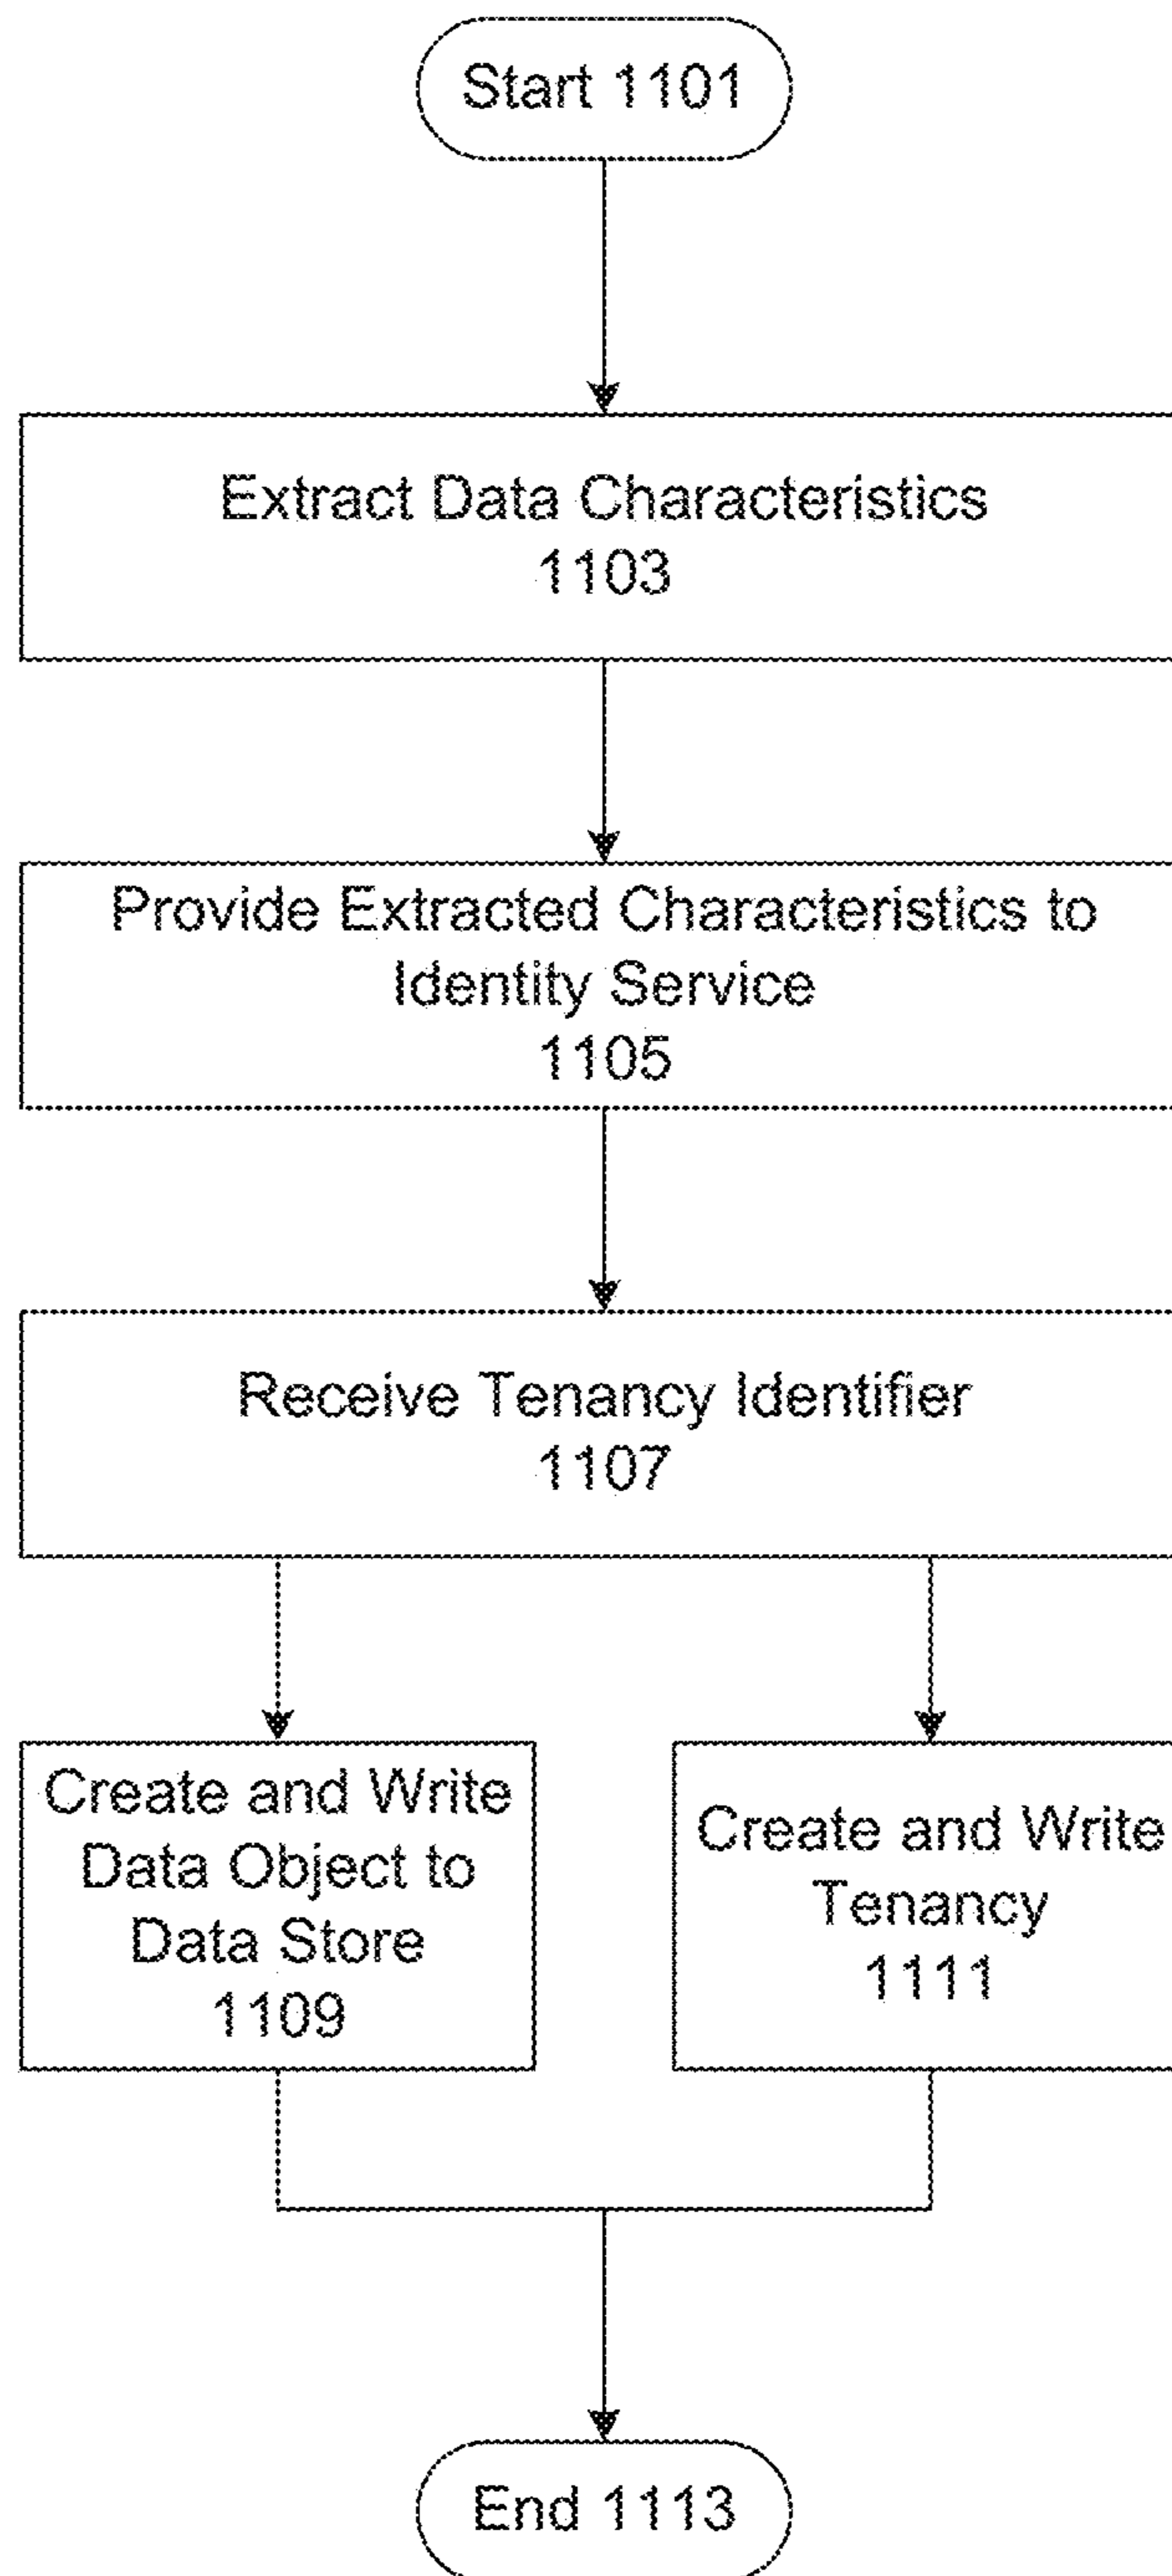 Start 1101
Extract Data Characteristics
1103
Provide Extracted Characteristics to
Identity Service
1105
Receive Tenancy Identifier
1107
Create and Write
Data Object to
Data Store
1109
Create and Write
Tenancy
1111
End 1113